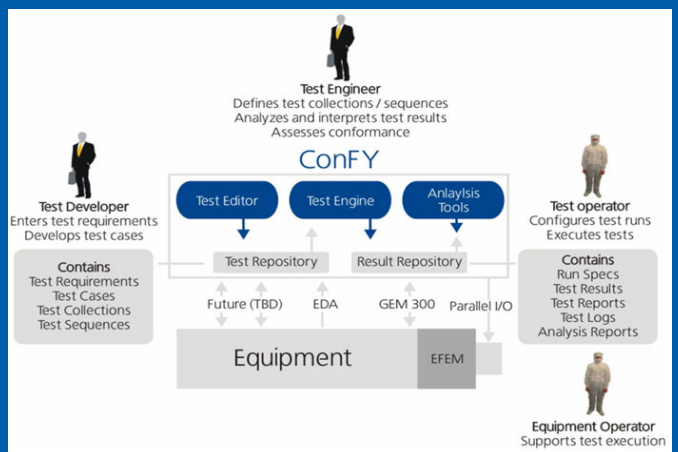 Test Engineer
Defines test collections / sequences
Analyzes and interprets test results
Assesses conformance
ConFY
Test Developer
Enters test requirements
Develops test cases
Test Editor
Test Engine
Anlaylsis
Tools
Test operator
Configures test runs
Executes tests
Test Repository
Result Repository
Contains
Test Requirements
Test Cases
Test Collections
Test Sequences
Contains
Run Specs
Test Results
Test Reports
Test Logs
Analysis Reports
Future (TBD)
EDA
GEM 300
Parallel I/O
Equipment
EFEM
Equipment Operator
Supports test execution